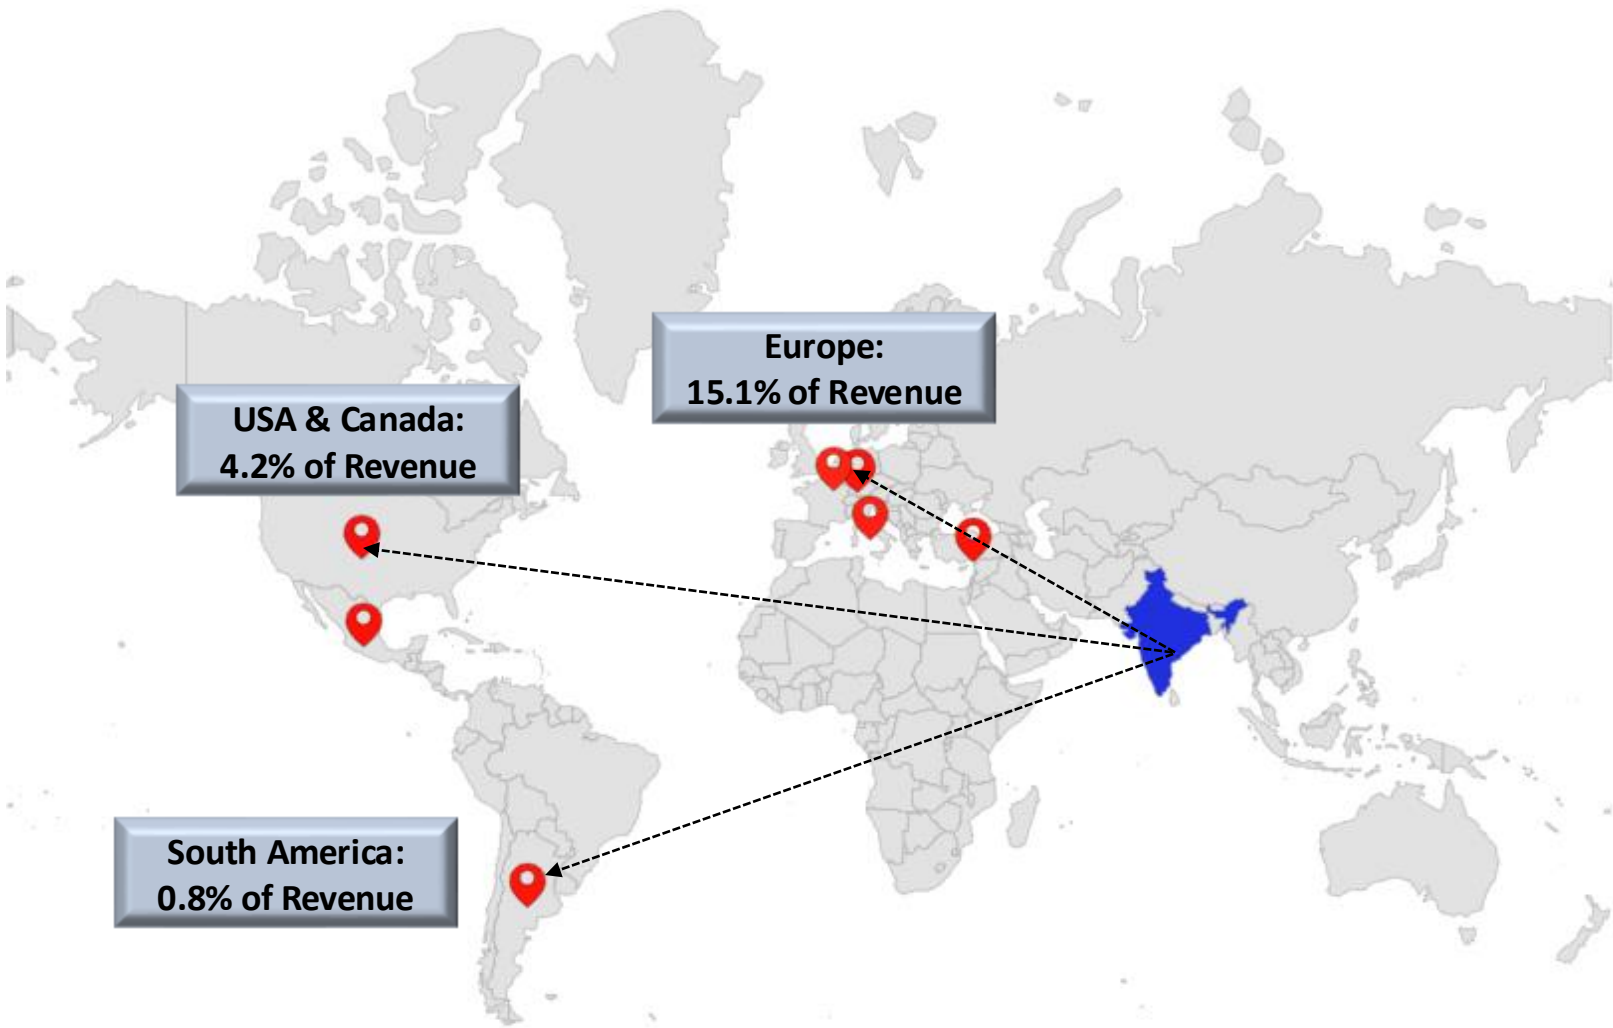 Europe:
15.1% of Revenue
USA & Canada:
4.2% of Revenue
South America:
0.8% of Revenue